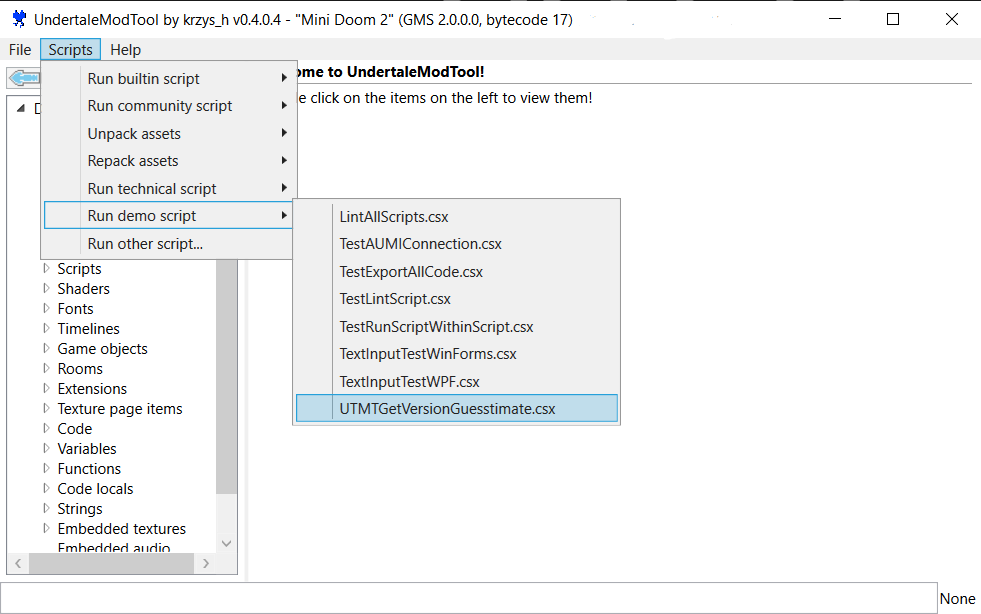 UndertaleModTool by krzys_h v0.4.0.4 - "Mini Doom 2" (GMS 2.0.0.0, bytecode 17)
File Scripts Help
Run builtin script
Run community script
Unpack assets
Repack assets
Run technical script
Run demo script
Run other script...
ome to UndertaleModTool!
e click on the items on the left to view them!
LintAllScripts.csx
TestAUMIConnection.csx
TestExportAllCode.csx
TestLintScript.csx
TestRunScriptWithinScript.csx
TextInputTestWinForms.csx
TextInputTestWPF.csx
UTMTGetVersionGuesstimate.csx
Scripts
Shaders
Fonts
Timelines
Game objects
Rooms
Extensions
Texture page items
Code
Variables
Functions
Code locals
Strings
Embedded textures
Embedded audio
None